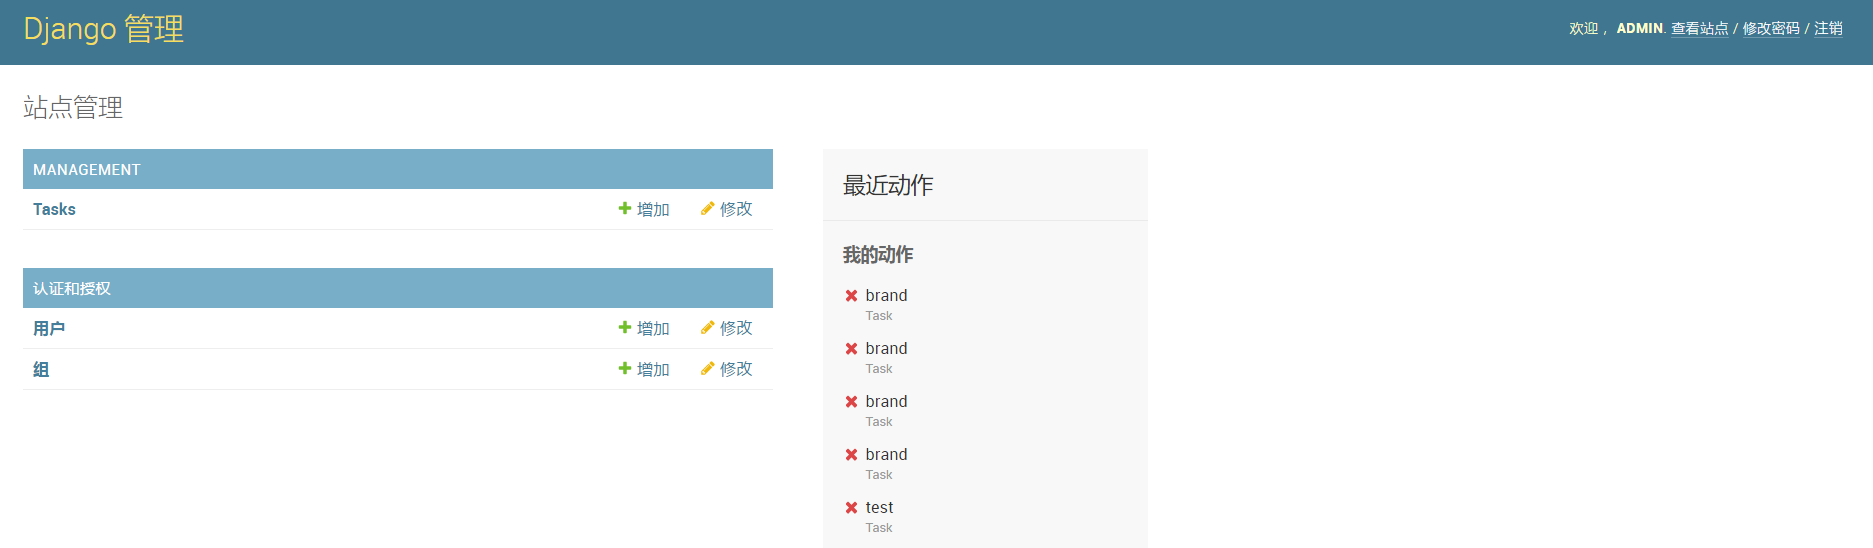 Django 管理
欢迎， ADMIN. 查看站点 / 修改密码 / 注销
站点管理
MANAGEMENT
Tasks 增加 修改
认证和授权
用户 增加 修改
组 增加 修改
最近动作
我的动作
brand
Task
brand
Task
brand
Task
brand
Task
test
Task